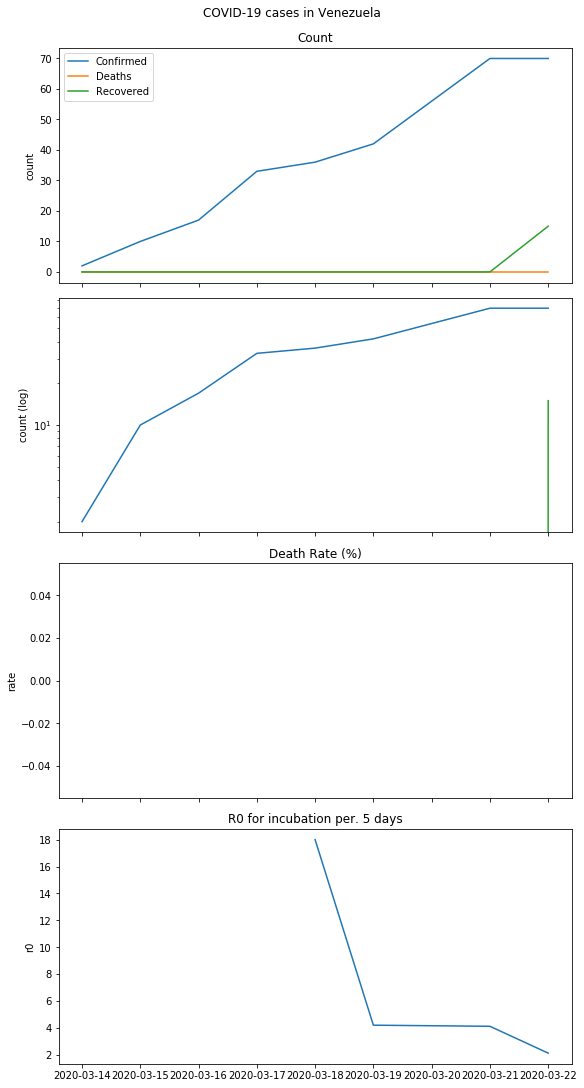 COVID-19 cases in Venezuela
Count
70
60
50
40
30
20
10
0
count
Confirmed
Deaths
Recovered
10^1
count (log)
Death Rate (%)
0.04
0.02
0.00
−0.02
−0.04
rate
R0 for incubation per. 5 days
18
16
14
12
10
8
6
4
2
r0
2020-03-14 2020-03-15 2020-03-16 2020-03-17 2020-03-18 2020-03-19 2020-03-20 2020-03-21 2020-03-22